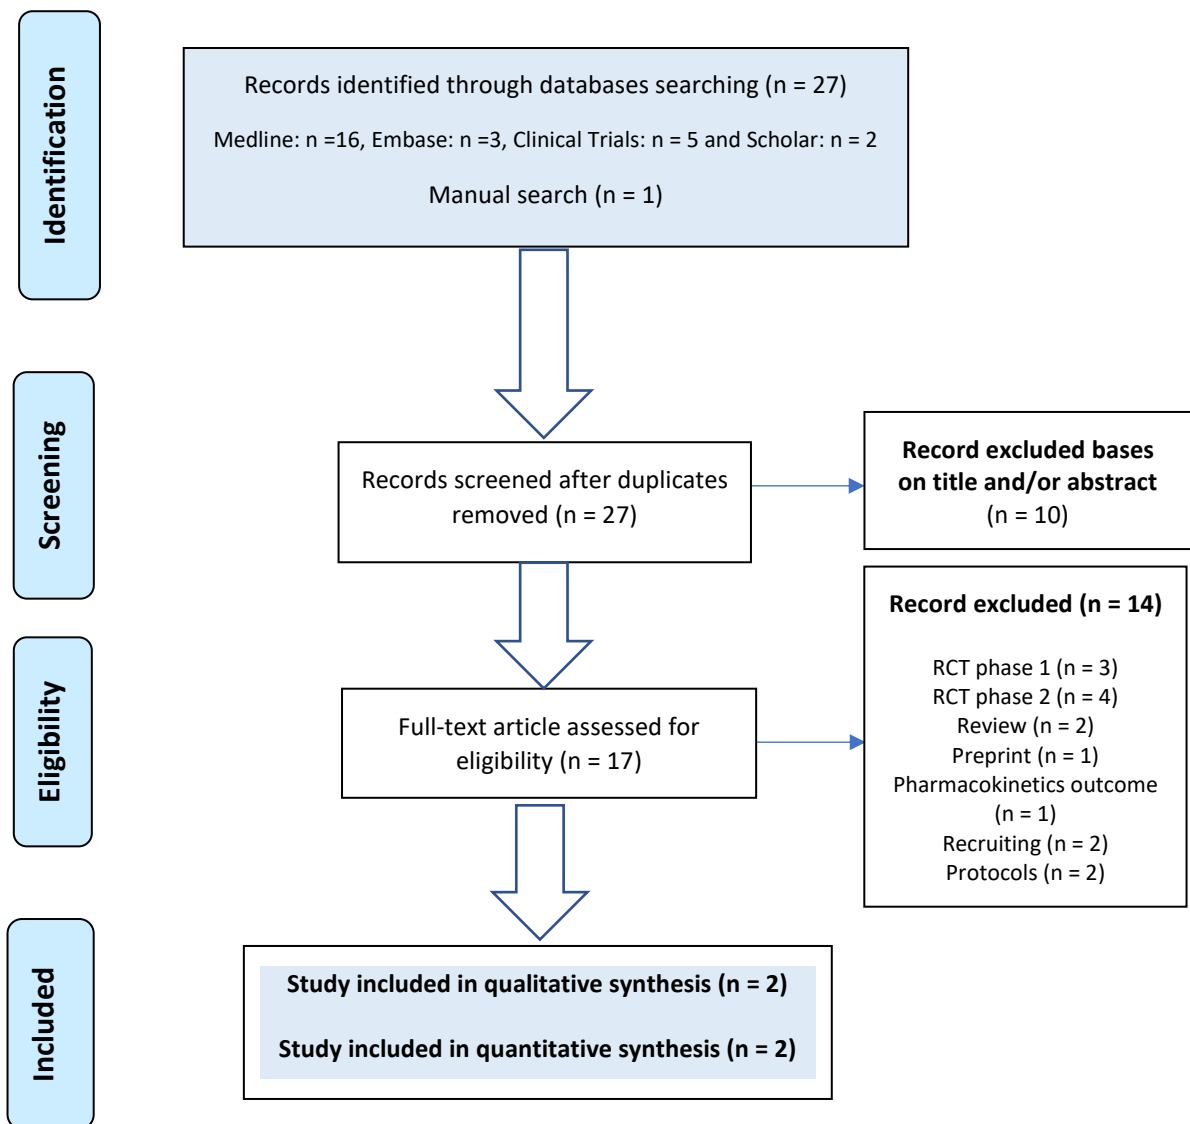 Identification
Records identified through databases searching (n = 27)
Medline: n =16, Embase: n =3, Clinical Trials: n = 5 and Scholar: n = 2
Manual search (n = 1)
Screening
Records screened after duplicates
removed (n = 27)
Record excluded bases
on title and/or abstract
(n = 10)
Eligibility
Full-text article assessed for
eligibility (n = 17)
Record excluded (n = 14)
RCT phase 1 (n = 3)
RCT phase 2 (n = 4)
Review (n = 2)
Preprint (n = 1)
Pharmacokinetics outcome
(n = 1)
Recruiting (n = 2)
Protocols (n = 2)
Included
Study included in qualitative synthesis (n = 2)
Study included in quantitative synthesis (n = 2)